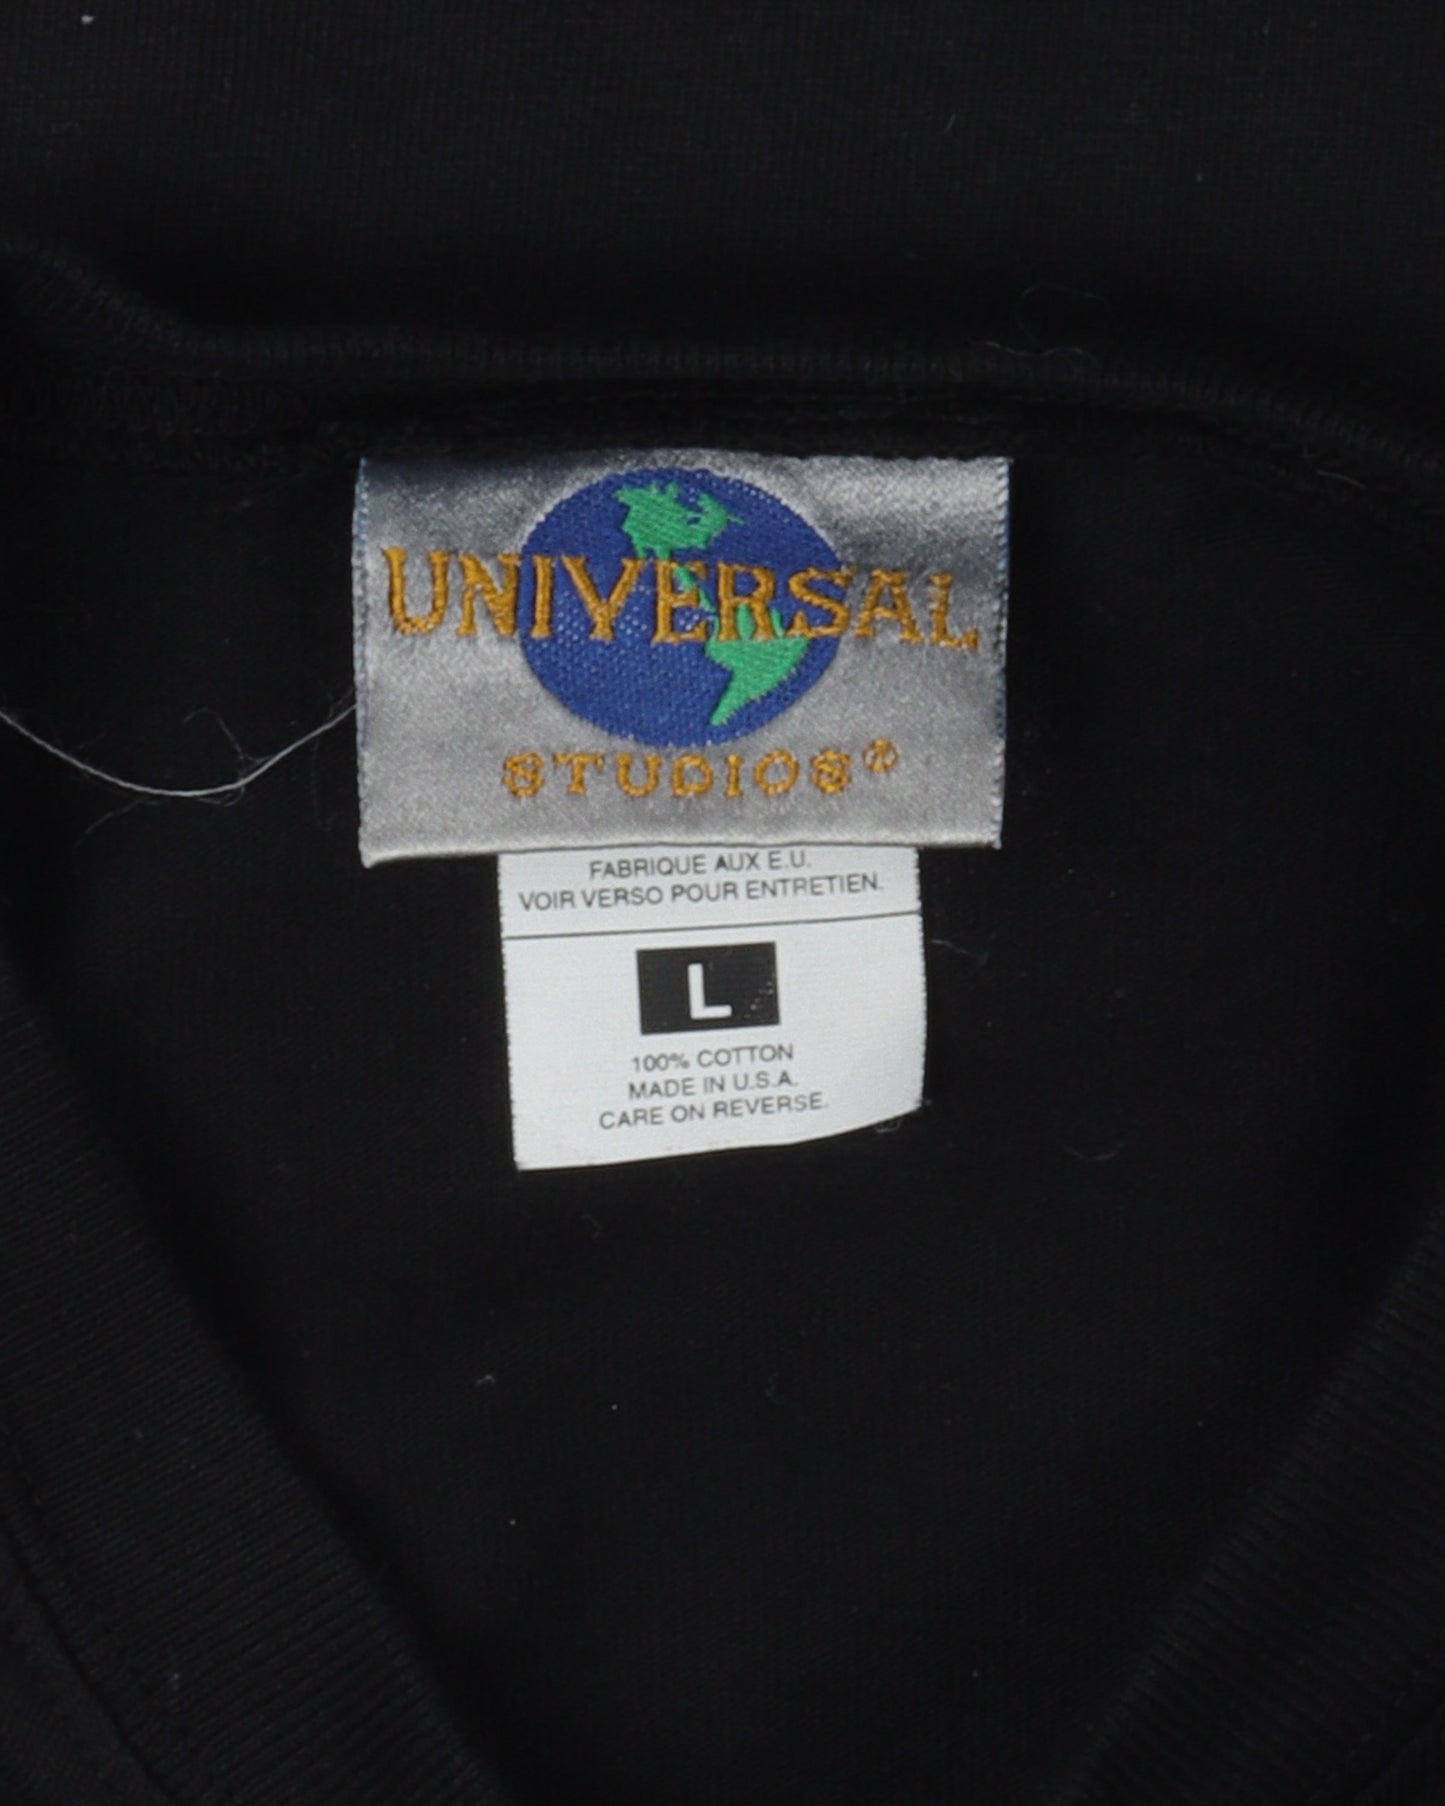 UNIVERSAL
STUDIOS®
FABRIQUE AUX E.U.
VOIR VERSO POUR ENTRETIEN.
L
100% COTTON
MADE IN U.S.A.
CARE ON REVERSE.